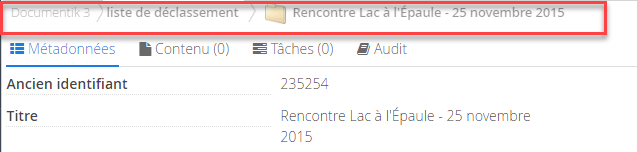 Documentik 3 liste de déclassement Rencontre Lac à l'Épaule - 25 novembre 2015
Métadonnées Contenu (0) Tâches (0) Audit
Ancien identifiant 235254
Titre Rencontre Lac à l'Épaule - 25 novembre
2015